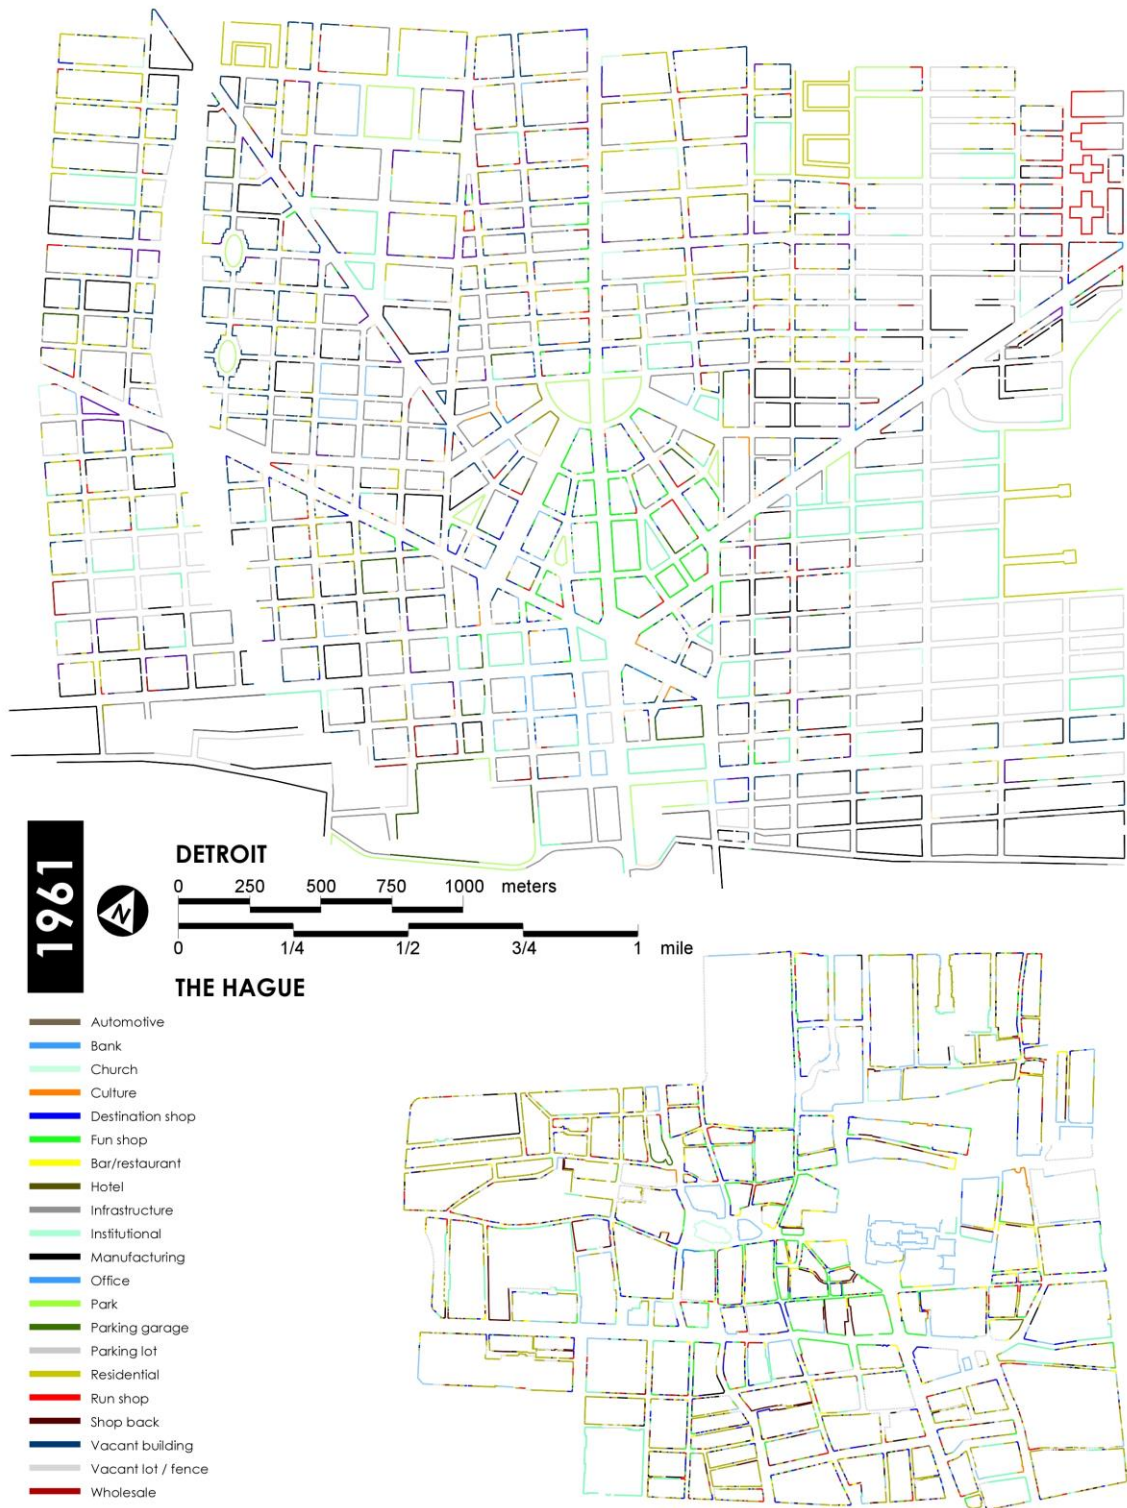 1961
N
DETROIT
0 250 500 750 1000 meters
0 1/4 1/2 3/4 1 mile
THE HAGUE
Automotive
Bank
Church
Culture
Destination shop
Fun shop
Bar/restaurant
Hotel
Infrastructure
Institutional
Manufacturing
Office
Park
Parking garage
Parking lot
Residential
Run shop
Shop back
Vacant building
Vacant lot / fence
Wholesale